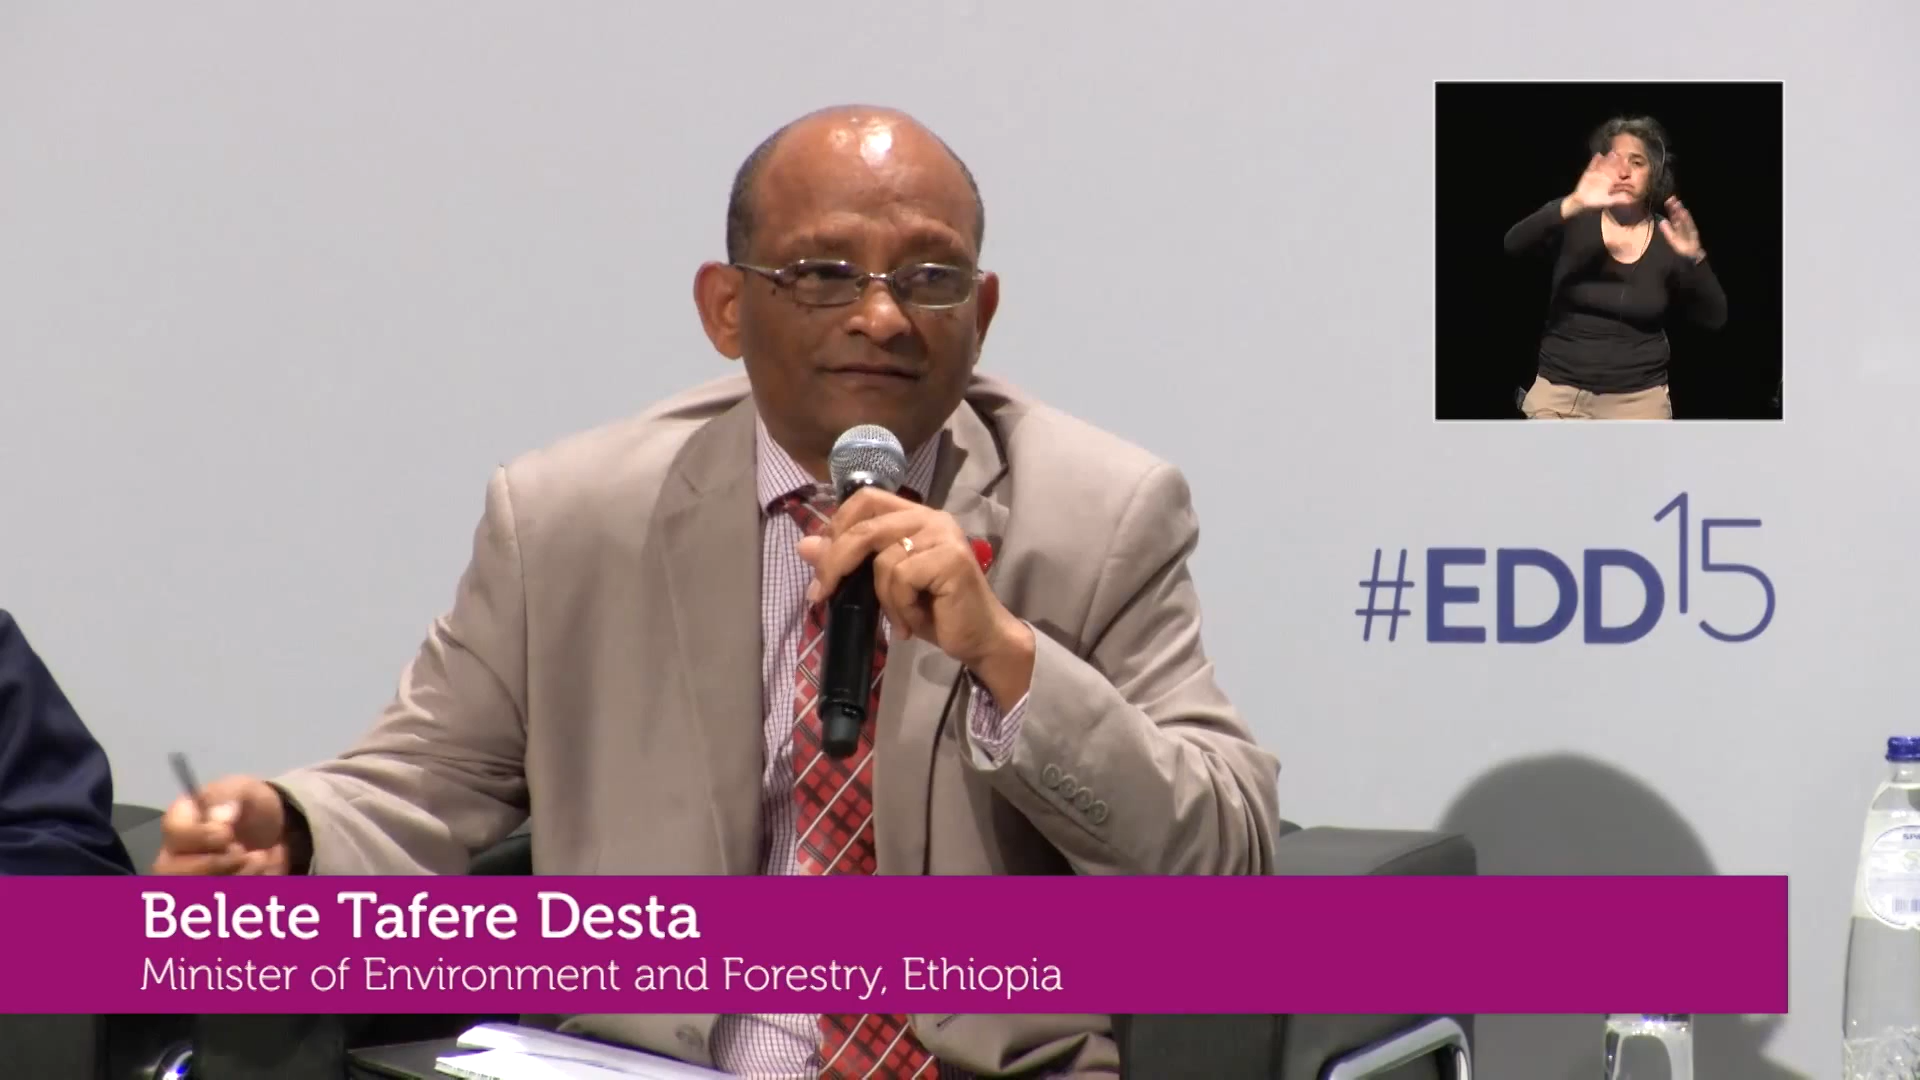 #EDD15
Belete Tafere Desta
Minister of Environment and Forestry, Ethiopia